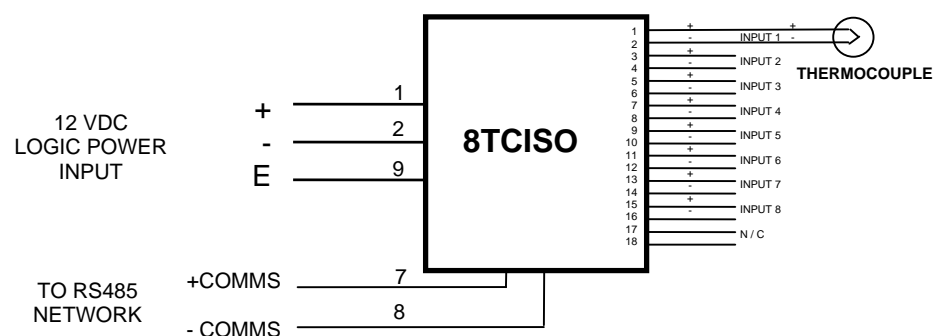 12 VDC
LOGIC POWER
INPUT
+ 1
- 2
E 9
8TCISO
1 + +
INPUT 1
2 - -
3 +
INPUT 2
4 -
5 +
INPUT 3
6 -
7 +
INPUT 4
8 -
9 +
INPUT 5
10 -
11 +
INPUT 6
12 -
13 +
INPUT 7
14 -
15 +
INPUT 8
16 -
17
N / C
18
THERMOCOUPLE
TO RS485
NETWORK
+COMMS 7
- COMMS 8